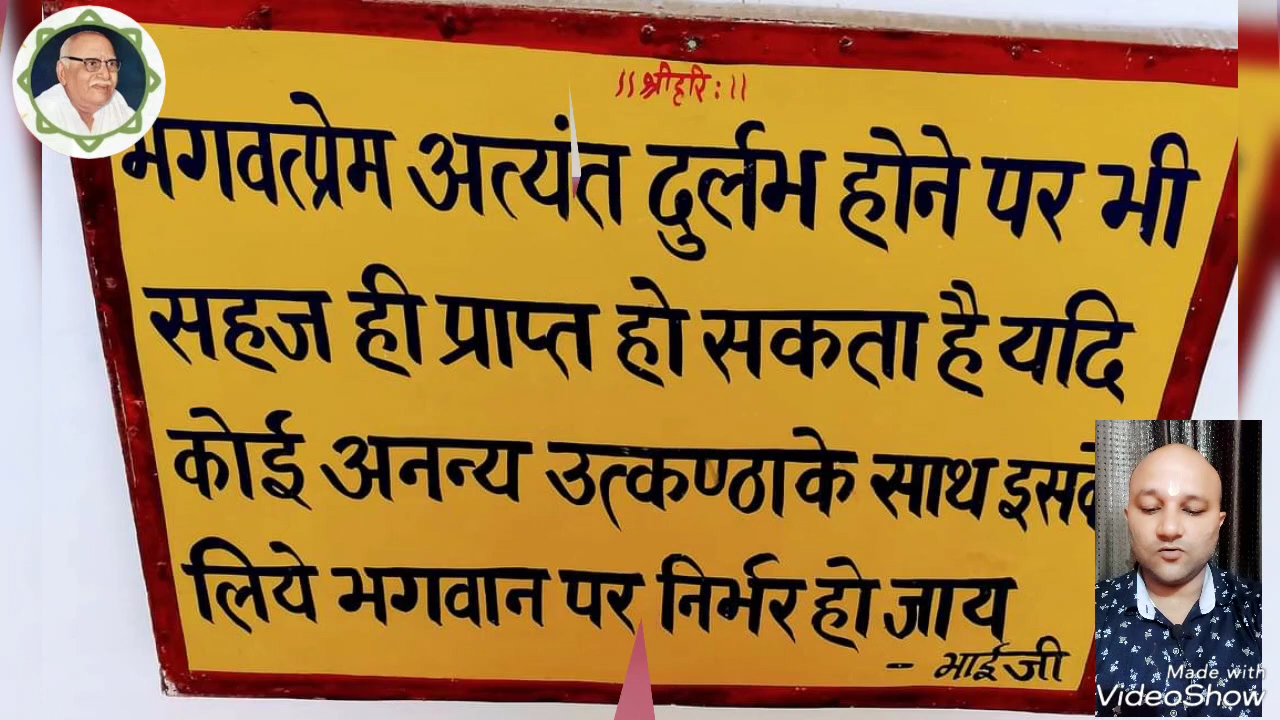 ।। श्रीहरि: ।।
भगवत्प्रेम अत्यंत दुर्लभ होने पर भी
सहज ही प्राप्त हो सकता है यदि
कोई अनन्य उत्कण्ठाके साथ
लिये भगवान पर निर्भर हो जाय
- भाईजी
Made with
VideoShow